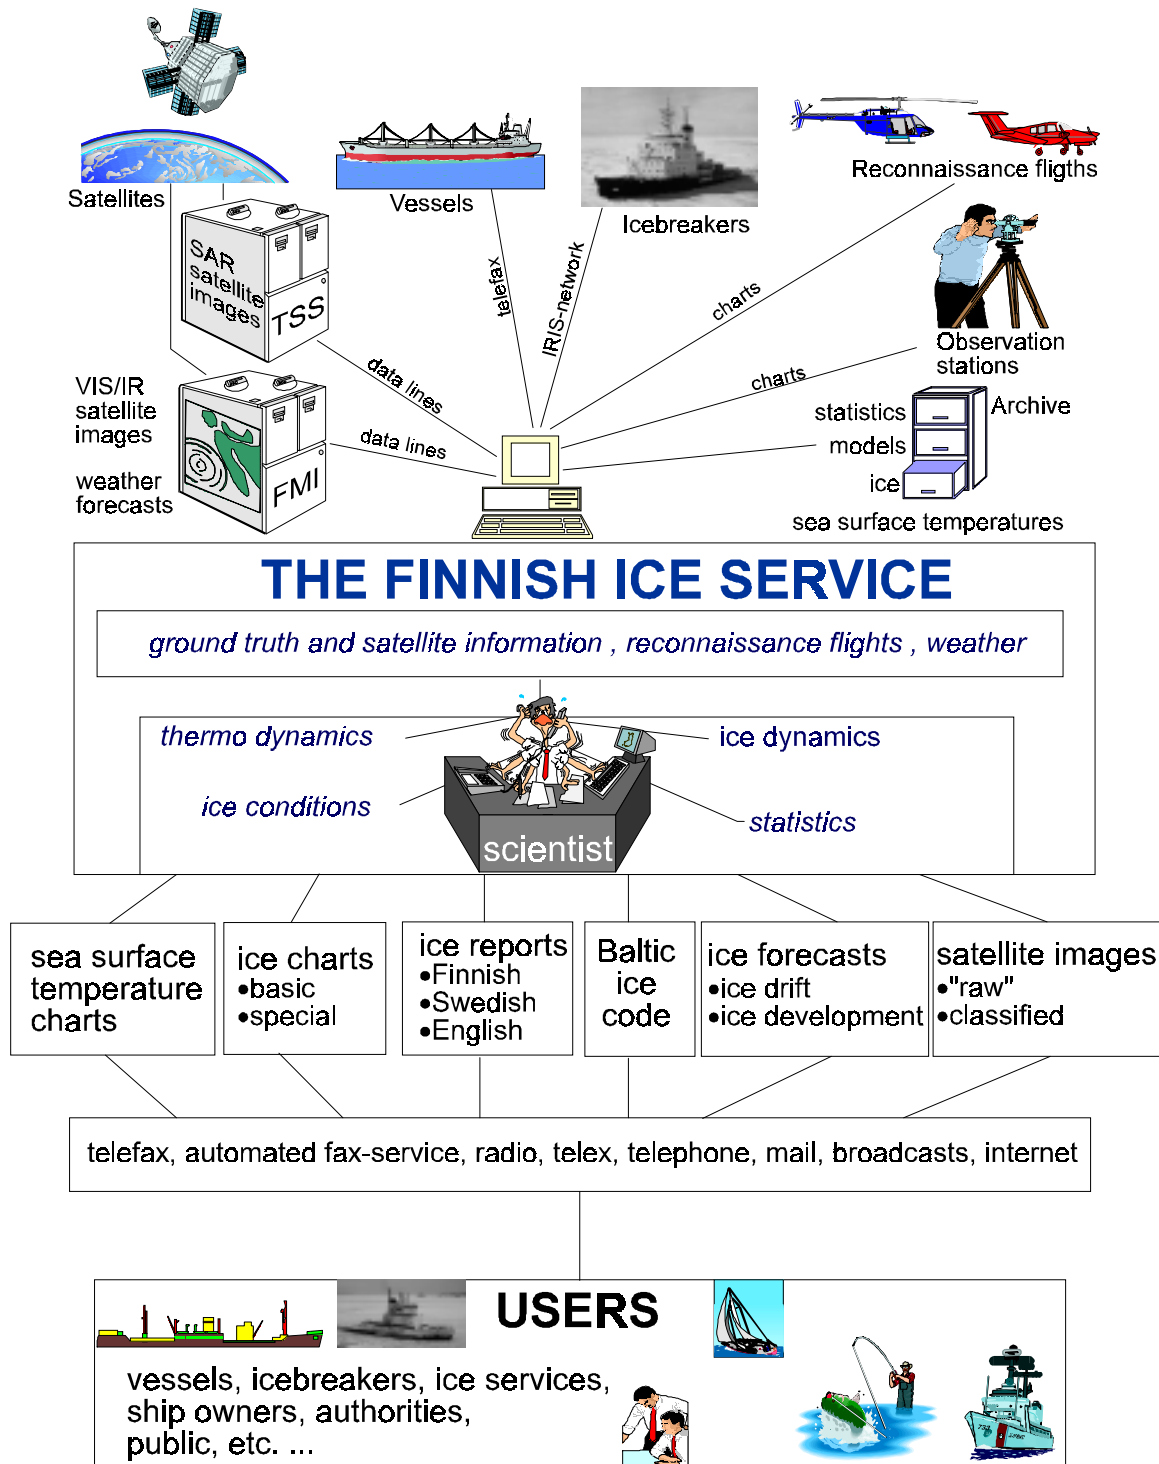 Satellites
Vessels
Icebreakers
Reconnaissance fligths
SAR
satellite
images
TSS
telefax
IRIS-network
charts
Observation
stations
charts
data lines
VIS/IR
satellite
images
weather
forecasts
FMI
data lines
statistics
Archive
models
ice
sea surface temperatures
THE FINNISH ICE SERVICE
ground truth and satellite information , reconnaissance flights , weather
thermo dynamics
ice dynamics
ice conditions
statistics
scientist
sea surface
temperature
charts
ice charts
•basic
•special
ice reports
•Finnish
•Swedish
•English
Baltic
ice
code
ice forecasts
•ice drift
•ice development
satellite images
•"raw"
•classified
telefax, automated fax-service, radio, telex, telephone, mail, broadcasts, internet
USERS
vessels, icebreakers, ice services,
ship owners, authorities,
public, etc. ...